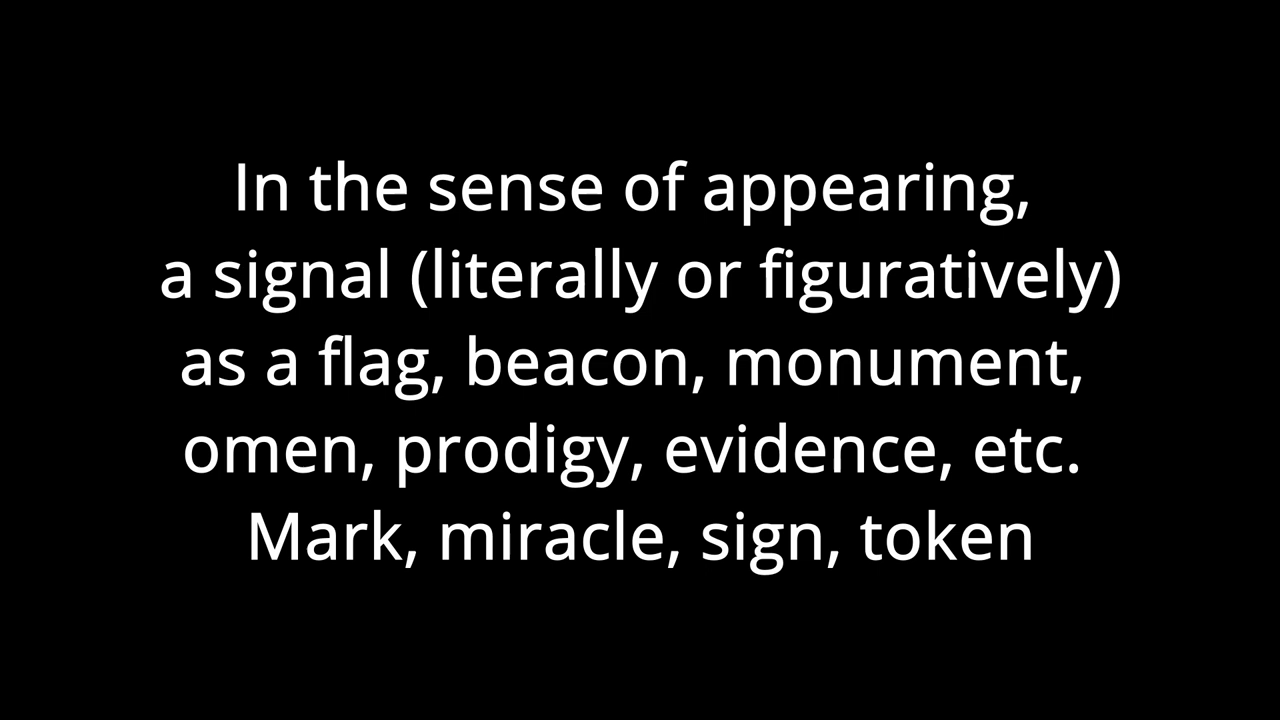 In the sense of appearing,
a signal (literally or figuratively)
as a flag, beacon, monument,
omen, prodigy, evidence, etc.
Mark, miracle, sign, token